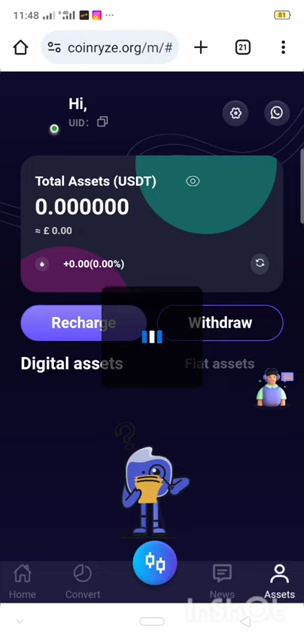 11:48
81
coinryze.org/m/#
21
Hi,
UID:
Total Assets (USDT)
0.000000
≈ £ 0.00
+0.00(0.00%)
Recharge
Withdraw
Digital assets
Fiat assets
Home
Convert
News
Assets
InShOt